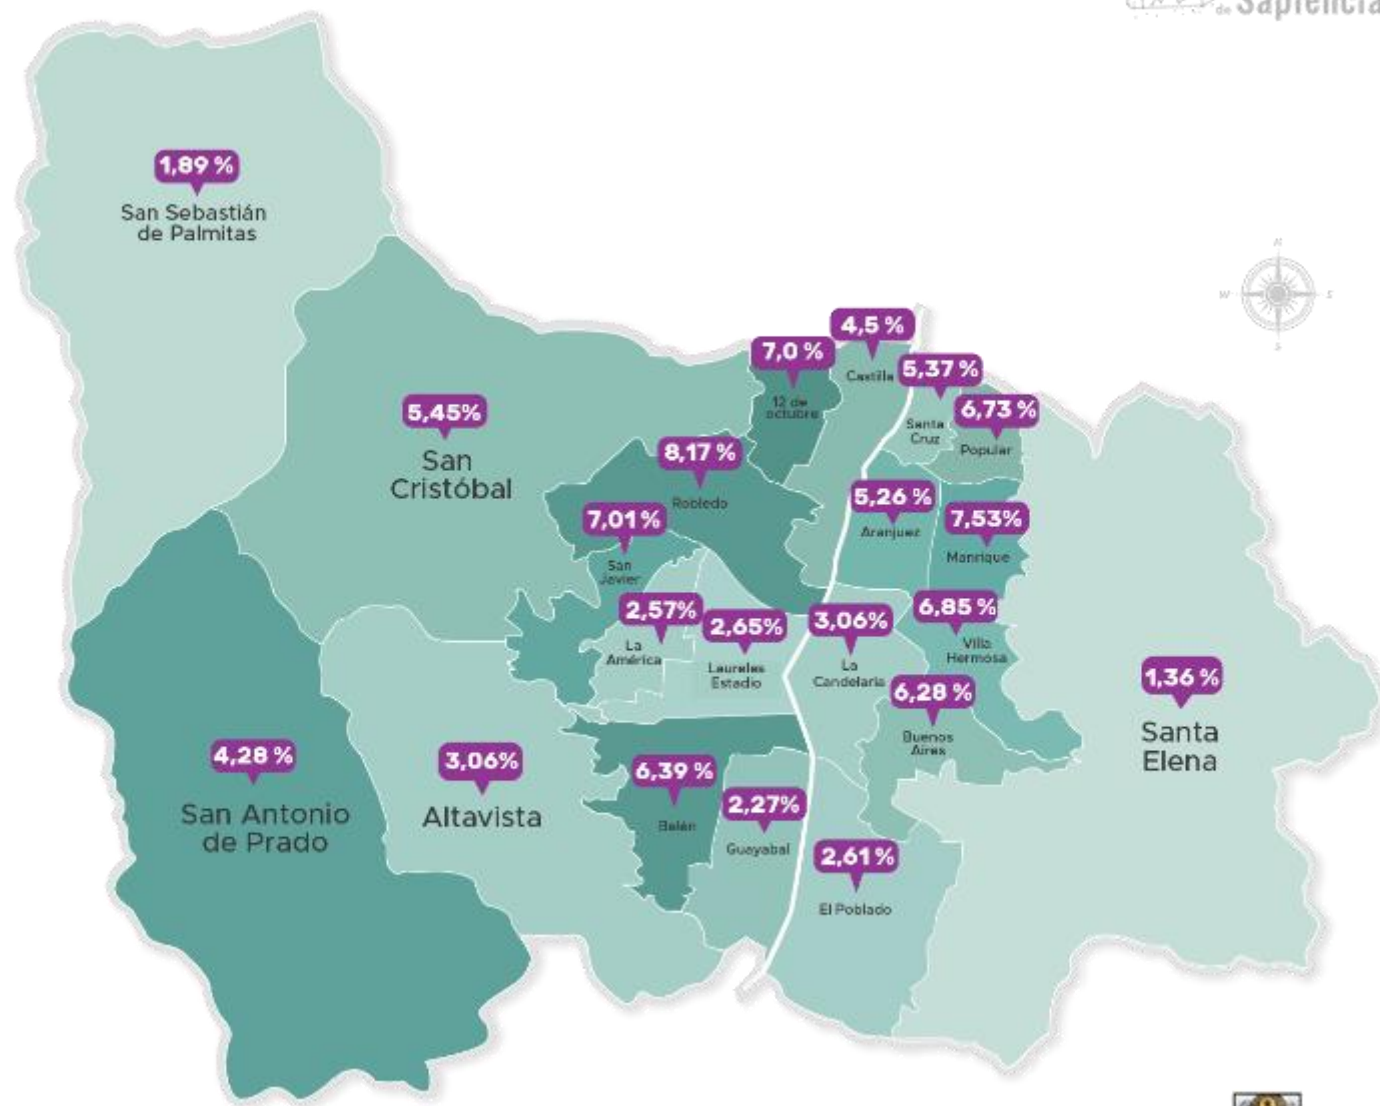 de Sapiencia
1,89 %
San Sebastián
de Palmitas
N
W
S
S
4,5 %
Castilla
7,0 %
12 de
octubre
5,37 %
Santa
Cruz
6,73 %
Popular
5,45%
San
Cristóbal
8,17 %
Robledo
5,26 %
Aranjuez
7,53%
Manrique
7,01%
San
Javier
2,57%
La
América
2,65%
Laureles
Estadio
3,06%
La
Candelaria
6,85 %
Villa
Hermosa
6,28 %
Buenos
Aires
1,36 %
Santa
Elena
4,28 %
San Antonio
de Prado
3,06%
Altavista
6,39 %
Belén
2,27%
Guayabal
2,61 %
El Poblado